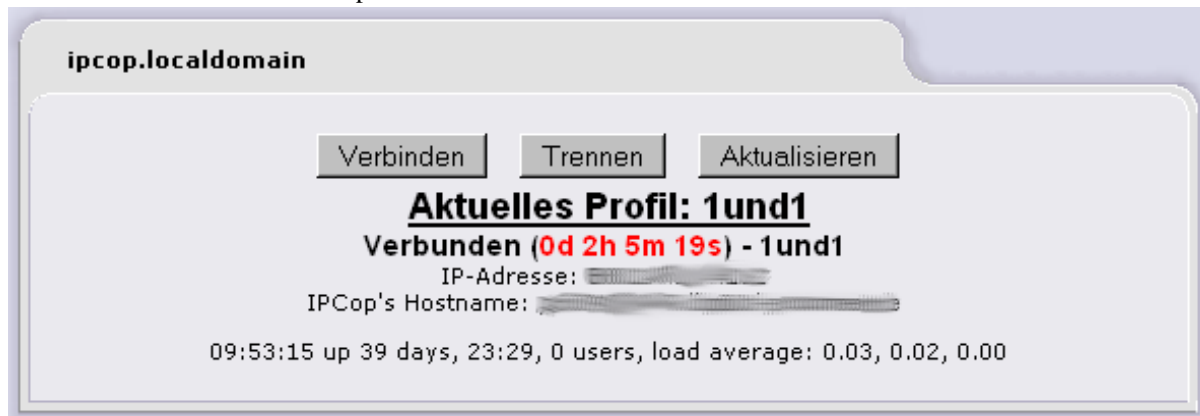 ipcop.localdomain
Verbinden Trennen Aktualisieren
Aktuelles Profil: 1und1
Verbunden (0d 2h 5m 19s) - 1und1
IP-Adresse:
IPCop's Hostname:
09:53:15 up 39 days, 23:29, 0 users, load average: 0.03, 0.02, 0.00